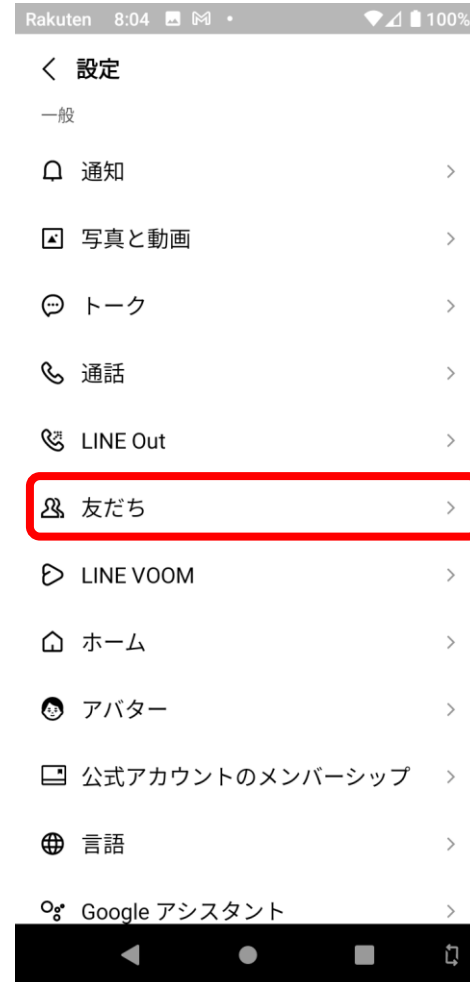 Rakuten 8:04 100%
設定
一般
通知
写真と動画
トーク
通話
LINE Out
友だち
LINE VOOM
ホーム
アバター
公式アカウントのメンバーシップ
言語
Google アシスタント